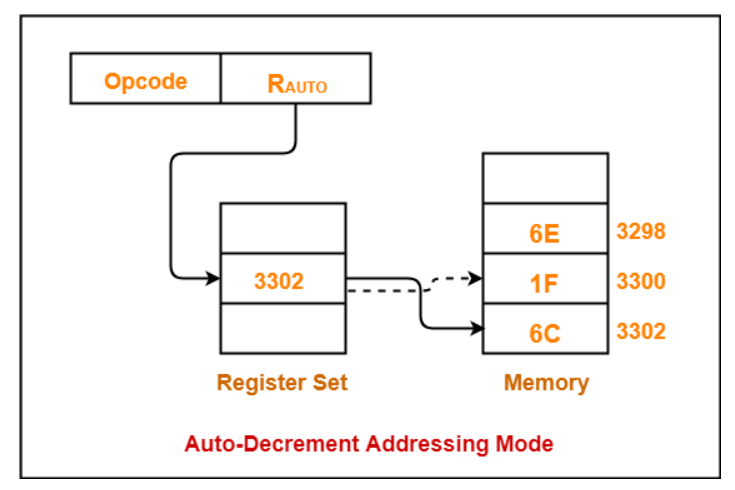 Opcode RAUTO
6E 3298
3302 1F 3300
6C 3302
Register Set Memory
Auto-Decrement Addressing Mode